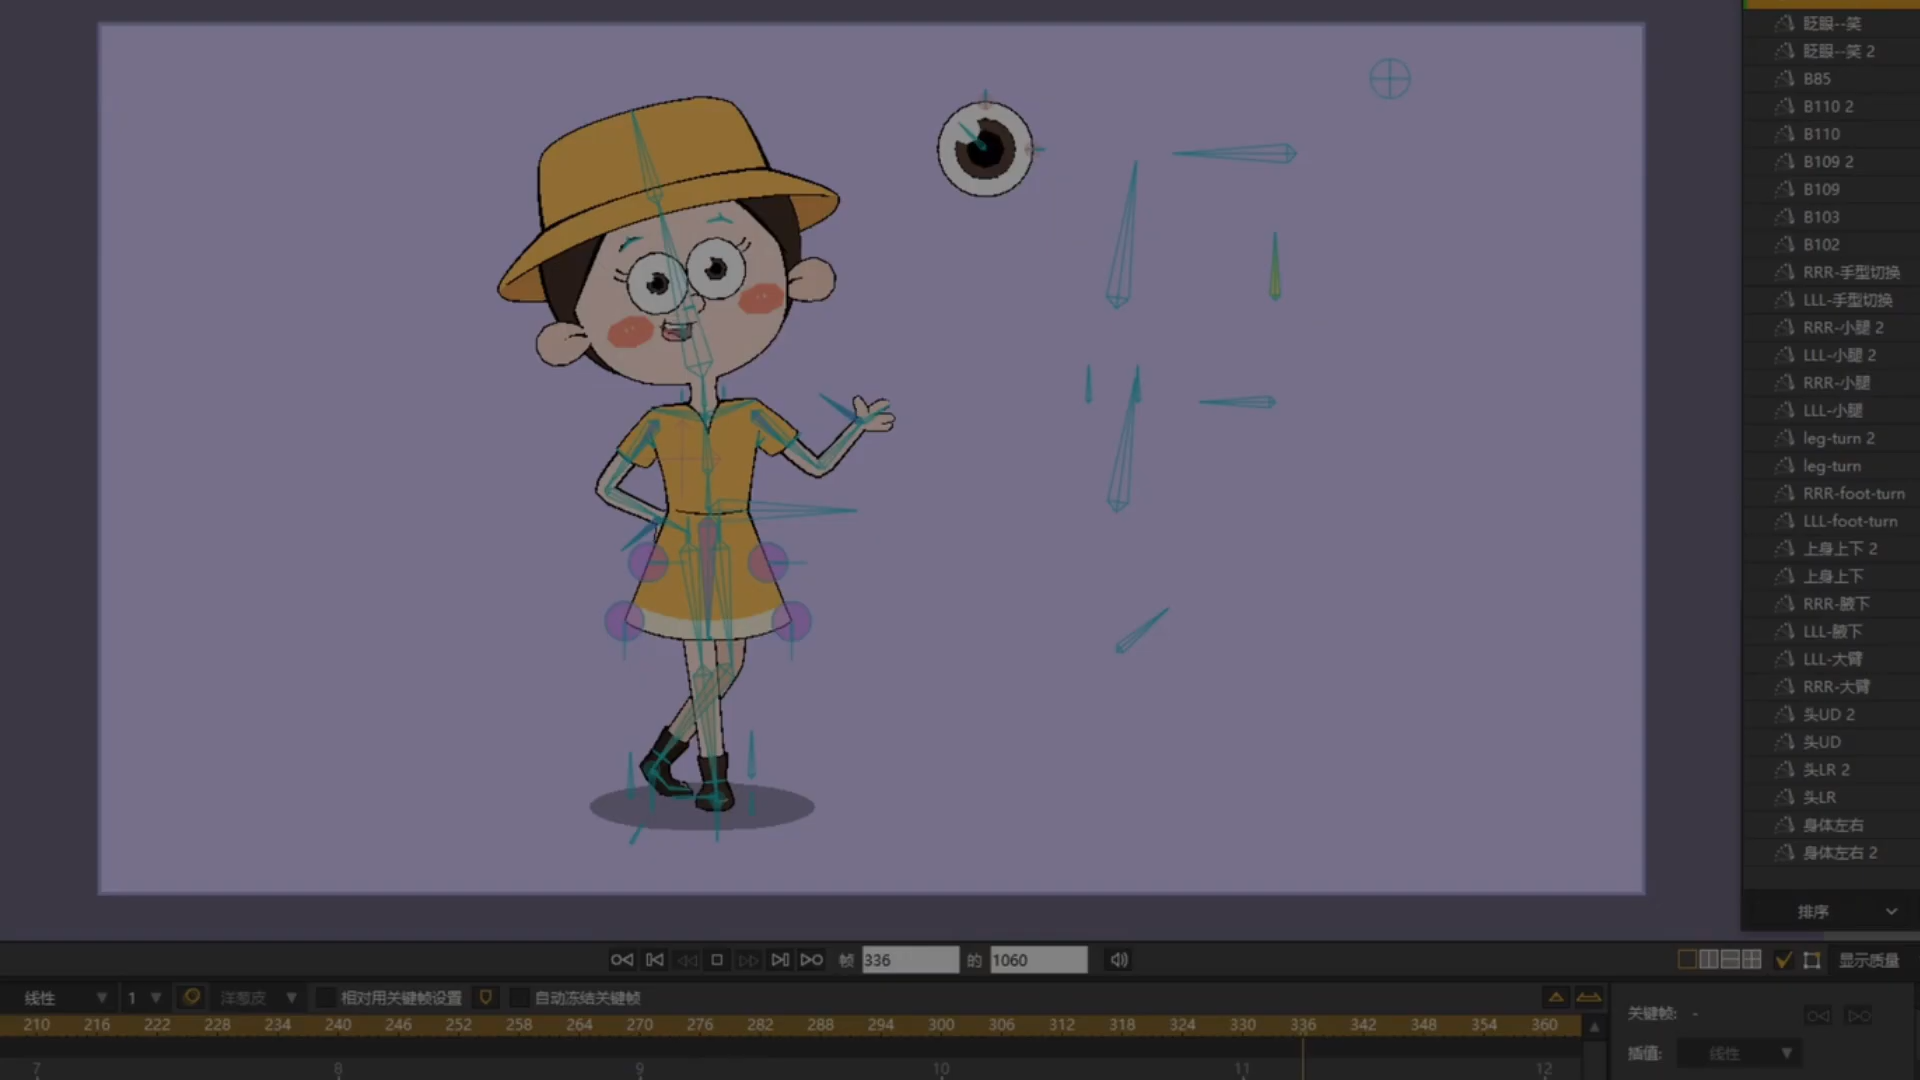 眨眼--笑
眨眼--笑 2
B85
B110 2
B110
B109 2
B109
B103
B102
RRR-手型切换
LLL-手型切换
RRR-小腿 2
LLL-小腿 2
RRR-小腿
LLL-小腿
leg-turn 2
leg-turn
RRR-foot-turn
LLL-foot-turn
上身上下 2
上身上下
RRR-腋下
LLL-腋下
LLL-大臂
RRR-大臂
头UD 2
头UD
头LR 2
头LR
身体左右
身体左右 2
排序
帧 336 的 1060 显示质量
线性 1 洋葱皮 相对用关键帧设置 自动冻结关键帧
210 216 222 228 234 240 246 252 258 264 270 276 282 288 294 300 306 312 318 324 330 336 342 348 354 360
关键帧: -
插值: 线性
7 8 9 10 11 12